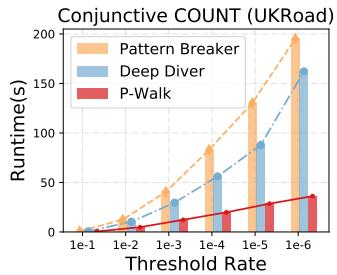 Conjunctive COUNT (UKRoad)
Pattern Breaker
Deep Diver
P-Walk
Runtime(s)
200
150
100
50
0
1e-1 1e-2 1e-3 1e-4 1e-5 1e-6
Threshold Rate